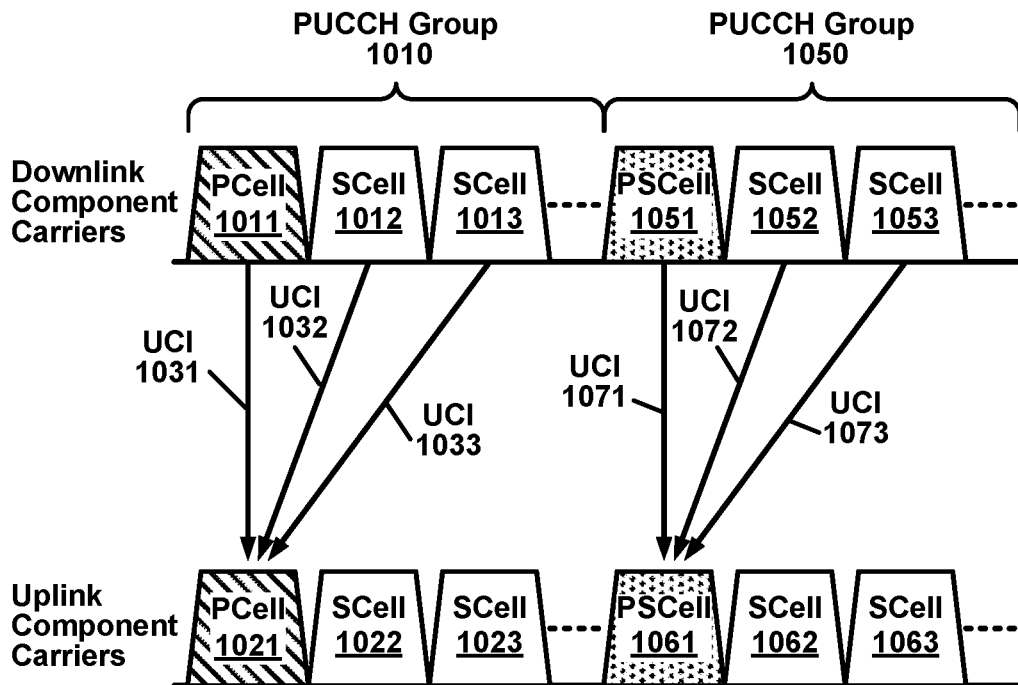 PUCCH Group
1010
PUCCH Group
1050
Downlink
Component
Carriers
PCell
1011
SCell
1012
SCell
1013
PSCell
1051
SCell
1052
SCell
1053
UCI
1031
UCI
1032
UCI
1033
UCI
1071
UCI
1072
UCI
1073
Uplink
Component
Carriers
PCell
1021
SCell
1022
SCell
1023
PSCell
1061
SCell
1062
SCell
1063